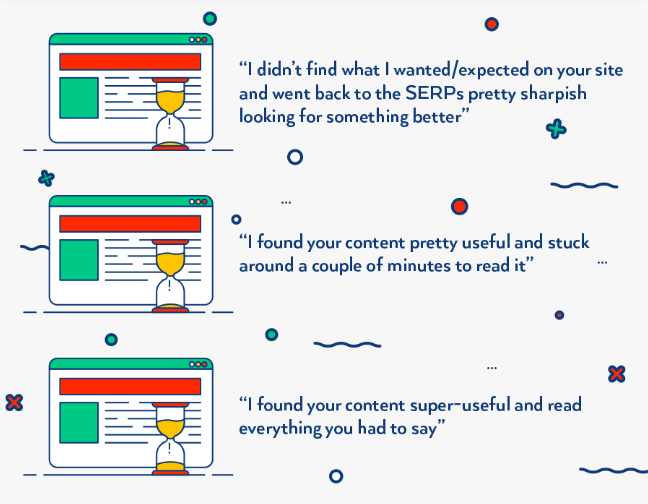 “I didn’t find what I wanted/expected on your site
and went back to the SERPs pretty sharpish
looking for something better”
“I found your content pretty useful and stuck
around a couple of minutes to read it”
“I found your content super-useful and read
everything you had to say”